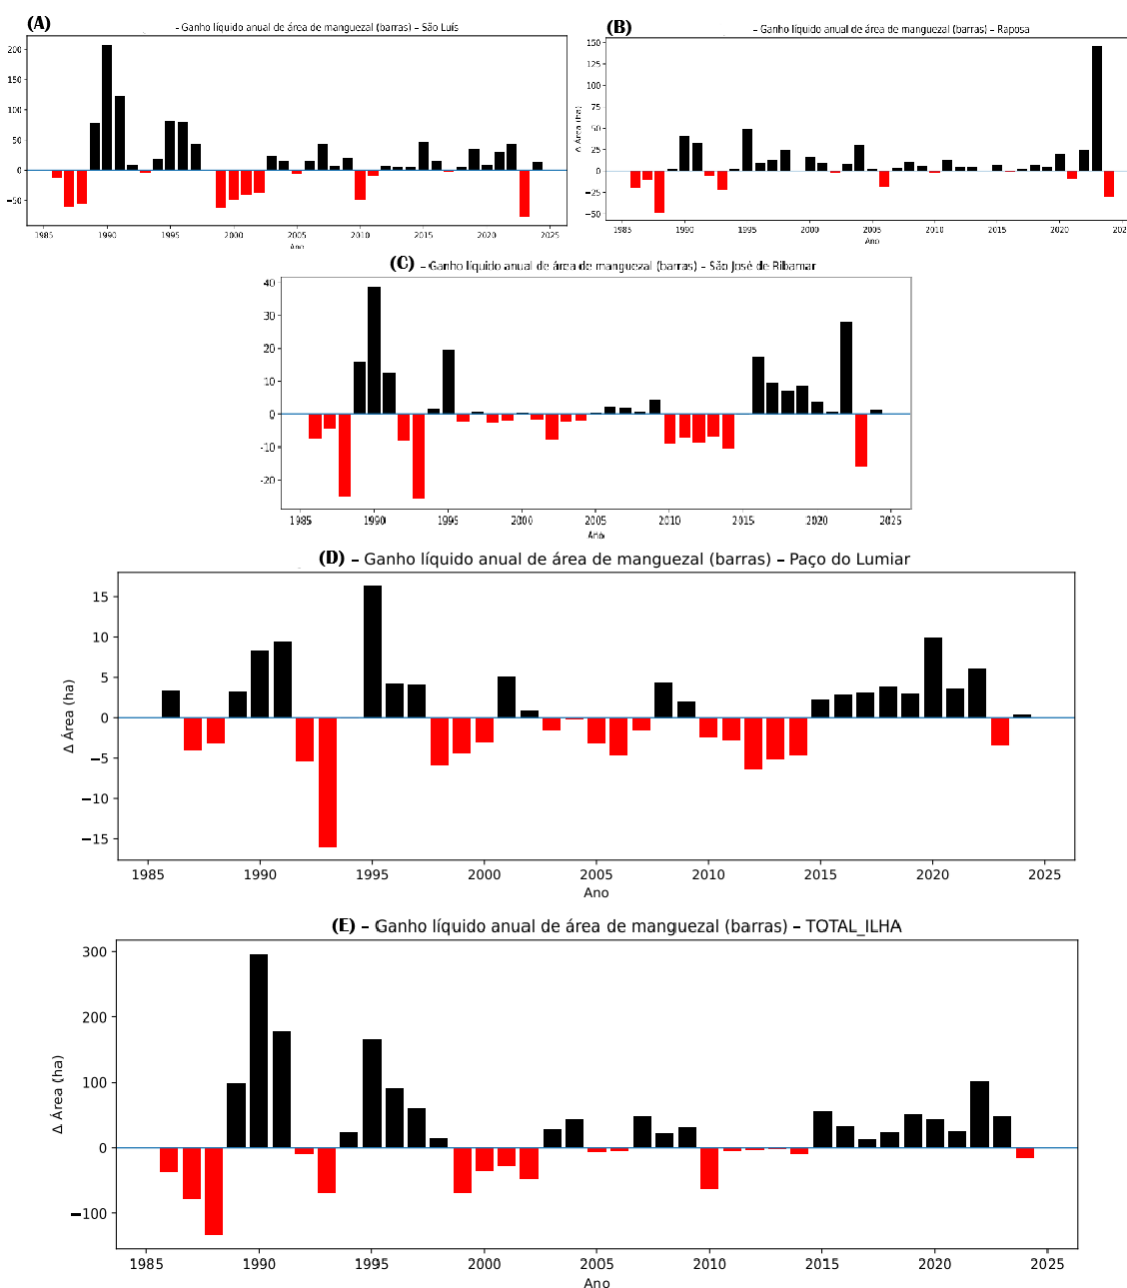 (A) – Ganho líquido anual de área de manguezal (barras) – São Luís
200
150
100
50
0
−50
1985 1990 1995 2000 2005 2010 2015 2020 2025
Ano
(B) – Ganho líquido anual de área de manguezal (barras) – Raposa
Δ Área (ha)
150
125
100
75
50
25
0
−25
−50
1985 1990 1995 2000 2005 2010 2015 2020 2025
Ano
(C) – Ganho líquido anual de área de manguezal (barras) – São José de Ribamar
40
30
20
10
0
−10
−20
1985 1990 1995 2000 2005 2010 2015 2020 2025
Ano
(D) – Ganho líquido anual de área de manguezal (barras) – Paço do Lumiar
Δ Área (ha)
15
10
5
0
−5
−10
−15
1985 1990 1995 2000 2005 2010 2015 2020 2025
Ano
(E) – Ganho líquido anual de área de manguezal (barras) – TOTAL_ILHA
Δ Área (ha)
300
200
100
0
−100
1985 1990 1995 2000 2005 2010 2015 2020 2025
Ano